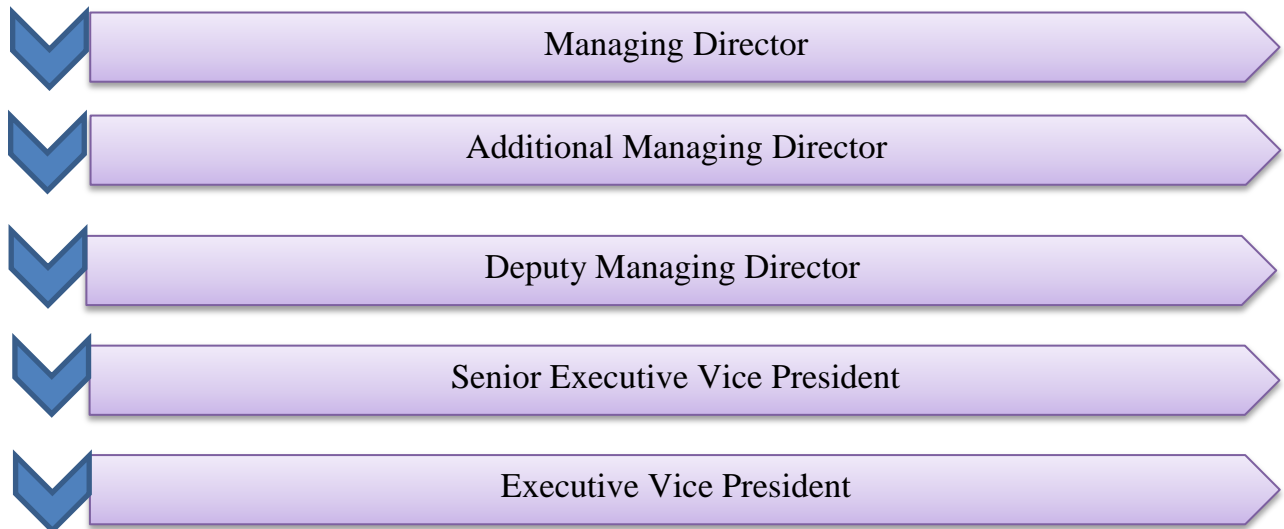 Managing Director
Additional Managing Director
Deputy Managing Director
Senior Executive Vice President
Executive Vice President